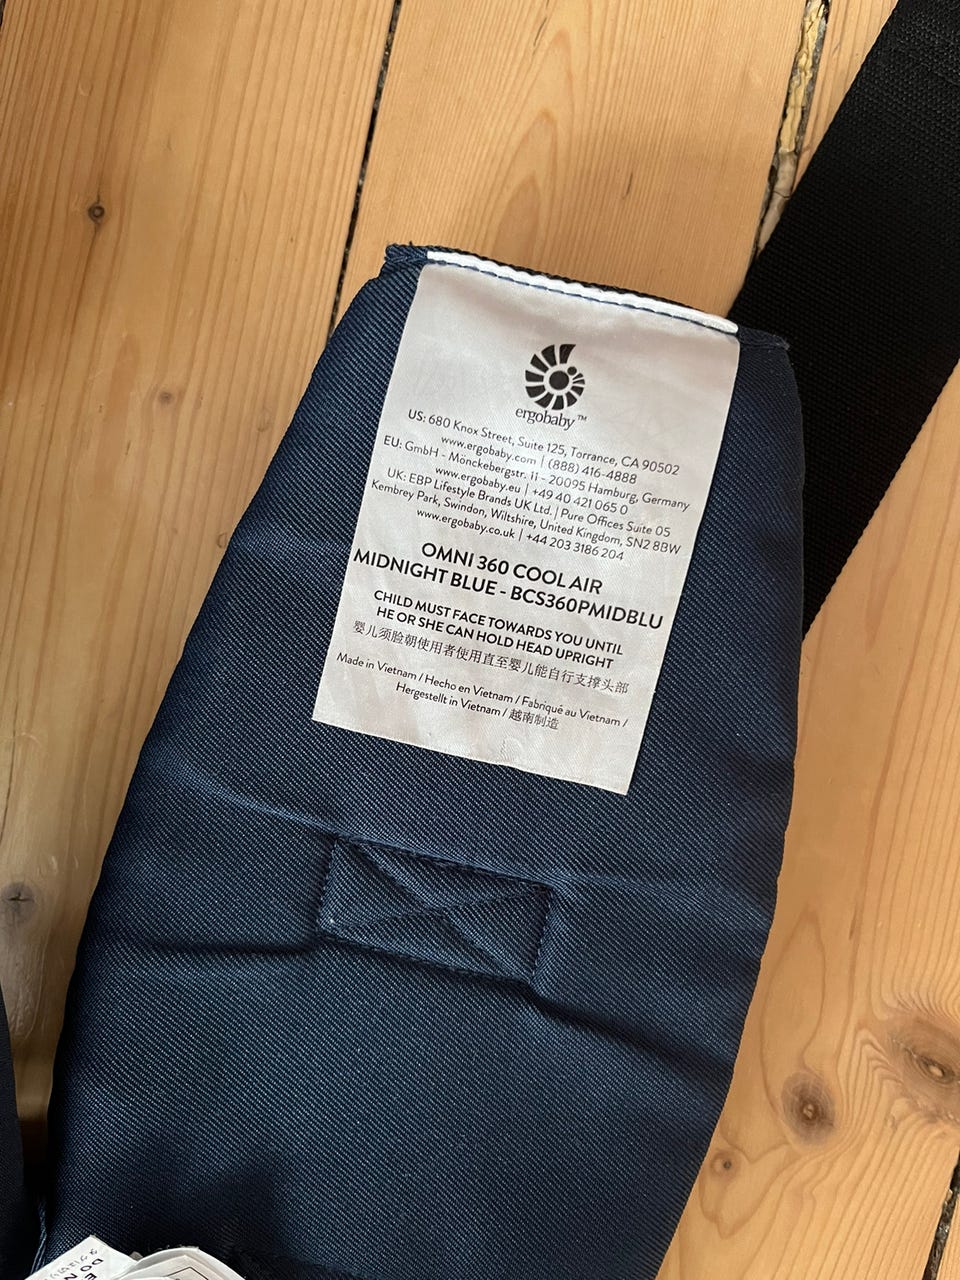 ergobaby™
US: 680 Knox Street, Suite 125, Torrance, CA 90502
www.ergobaby.com | (888) 416-4888
EU: GmbH - Mönckebergstr. 11 - 20095 Hamburg, Germany
www.ergobaby.eu | +49 40 421 065 0
UK: EBP Lifestyle Brands UK Ltd. | Pure Offices Suite 05
Kembrey Park, Swindon, Wiltshire, United Kingdom, SN2 8BW
www.ergobaby.co.uk | +44 203 3186 204
OMNI 360 COOL AIR
MIDNIGHT BLUE - BCS360PMIDBLU
CHILD MUST FACE TOWARDS YOU UNTIL
HE OR SHE CAN HOLD HEAD UPRIGHT
婴儿须脸朝使用者使用直至婴儿能自行支撑头部
Made in Vietnam / Hecho en Vietnam / Fabriqué au Vietnam /
Hergestellt in Vietnam / 越南制造